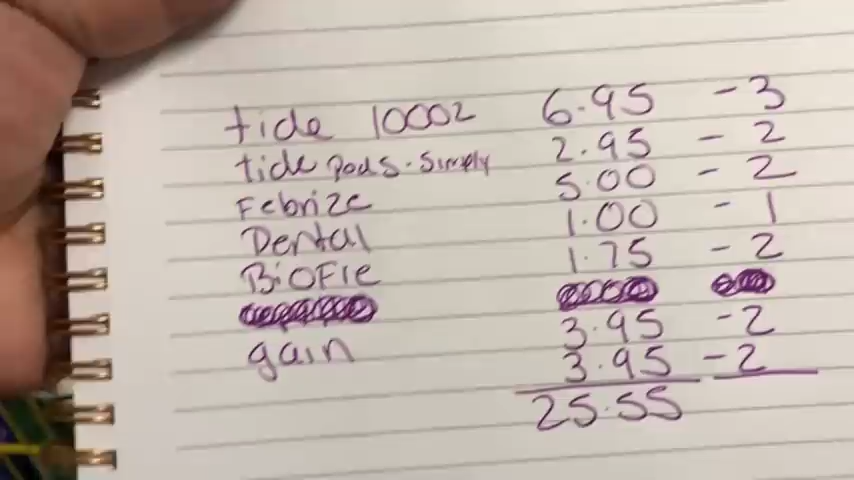 tide 100oz 6.95 - 3
tide pods. Simply 2.95 - 2
Febrize 5.00 - 2
Dental 1.00 - 1
BioFre 1.75 - 2
3.95 - 2
gain 3.95 - 2
25.55